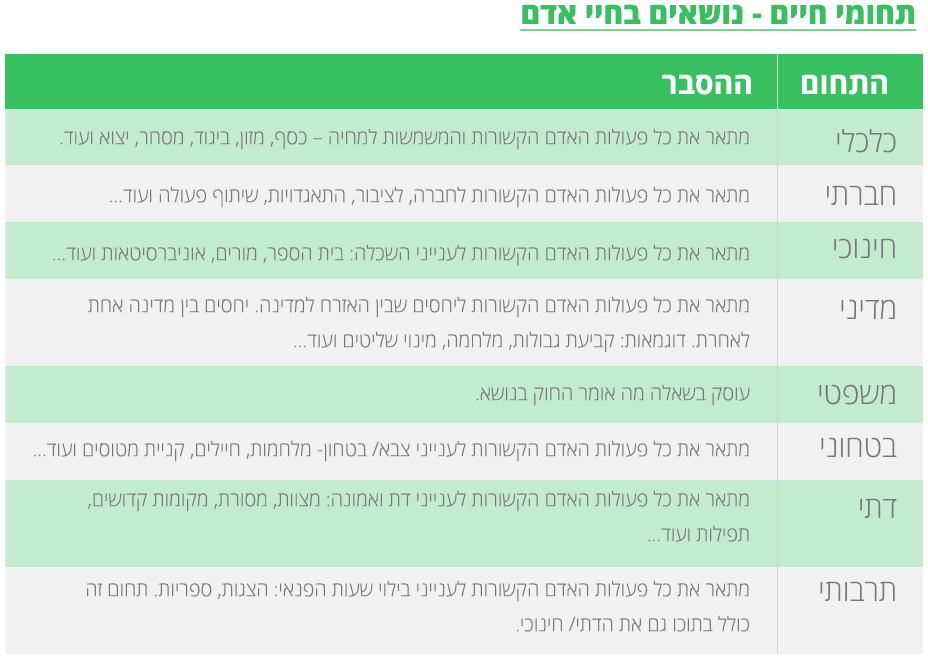 תחומי חיים - נושאים בחיי אדם
התחום ההסבר
כלכלי מתאר את כל פעולות האדם הקשורות והמשמשות למחיה – כסף, מזון, ביגוד, מסחר, יצוא ועוד.
חברתי מתאר את כל פעולות האדם הקשורות לחברה, לציבור, התאגדויות, שיתוף פעולה ועוד...
חינוכי מתאר את כל פעולות האדם הקשורות לענייני השכלה: בית הספר, מורים, אוניברסיטאות ועוד...
מדיני מתאר את כל פעולות האדם הקשורות ליחסים שבין האזרח למדינה. יחסים בין מדינה אחת
לאחרת. דוגמאות: קביעת גבולות, מלחמה, מינוי שליטים ועוד...
משפטי עוסק בשאלה מה אומר החוק בנושא.
בטחוני מתאר את כל פעולות האדם הקשורות לענייני צבא/ בטחון- מלחמות, חיילים, קניית מטוסים ועוד...
דתי מתאר את כל פעולות האדם הקשורות לענייני דת ואמונה: מצוות, מסורת, מקומות קדושים,
תפילות ועוד...
תרבותי מתאר את כל פעולות האדם הקשורות לענייני בילוי שעות הפנאי: הצגות, ספריות. תחום זה
כולל בתוכו גם את הדתי/ חינוכי.